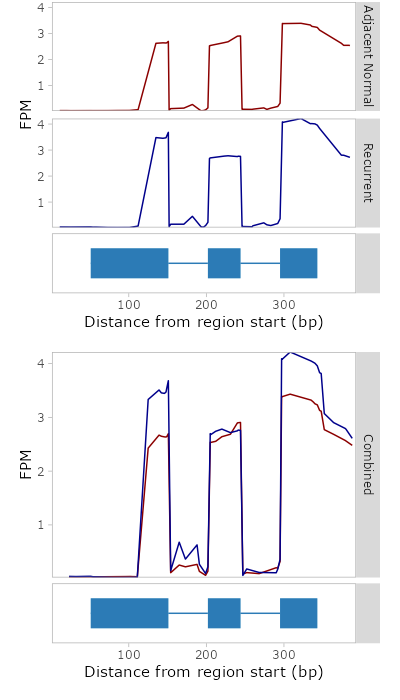 4
3
2
1
Adjacent Normal
FPM
4
3
2
1
Recurrent
100 200 300
Distance from region start (bp)
4
3
2
1
FPM
Combined
100 200 300
Distance from region start (bp)